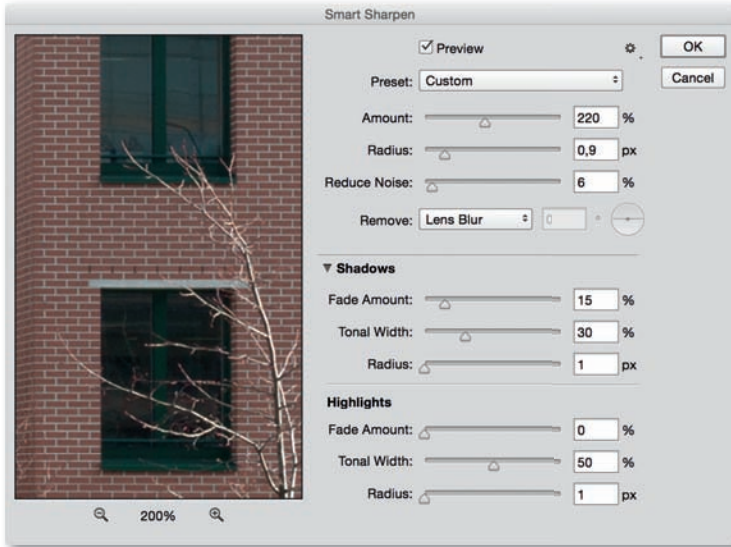 Smart Sharpen
Preview
OK
Preset: Custom
Cancel
Amount: 220 %
Radius: 0,9 px
Reduce Noise: 6 %
Remove: Lens Blur 0 °
Shadows
Fade Amount: 15 %
Tonal Width: 30 %
Radius: 1 px
Highlights
Fade Amount: 0 %
Tonal Width: 50 %
Radius: 1 px
200%